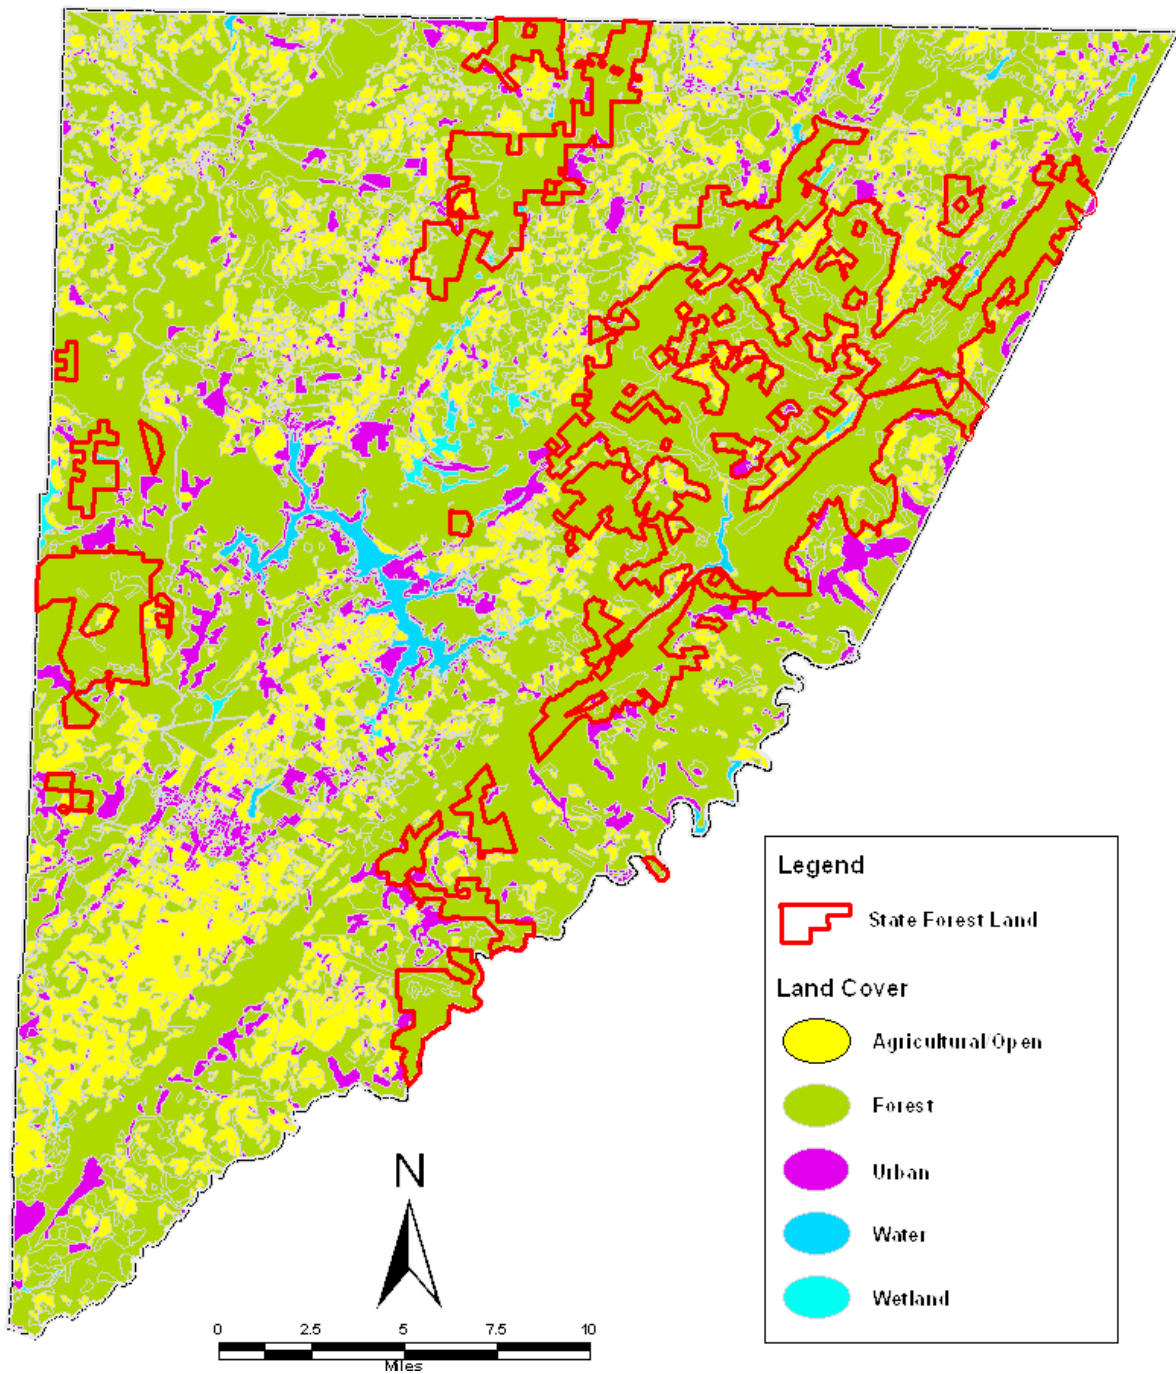 Legend
State Forest Land
Land Cover
Agricultural/Open
Forest
Urban
Water
Wetland
N
0 2.5 5 7.5 10
Miles